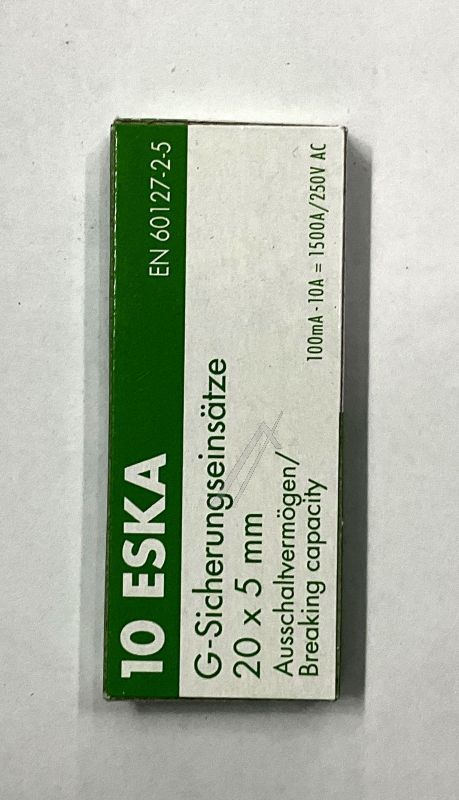 10 ESKA
EN 60127-2-5
G-Sicherungseinsätze
20 x 5 mm
Ausschaltvermögen/
Breaking capacity
100mA - 10A = 1500A/250V AC